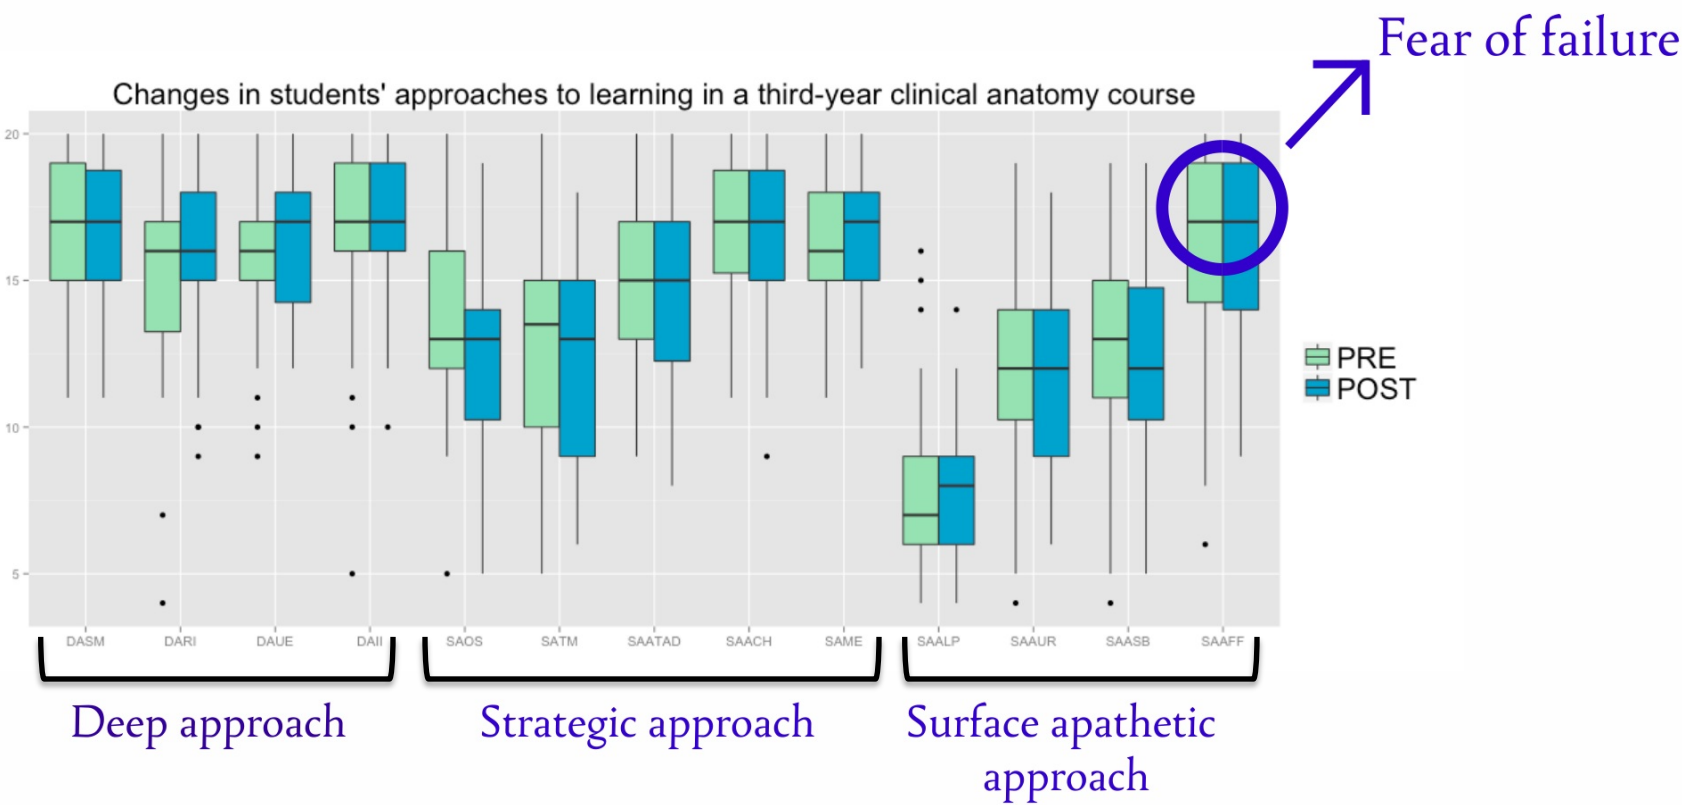 Fear of failure
Changes in students' approaches to learning in a third-year clinical anatomy course
20
15
10
5
PRE
POST
DASM DARI DAUE DAII SAOS SATM SAATAD SAACH SAME SAALP SAAUR SAASB SAAFF
Deep approach Strategic approach Surface apathetic
approach